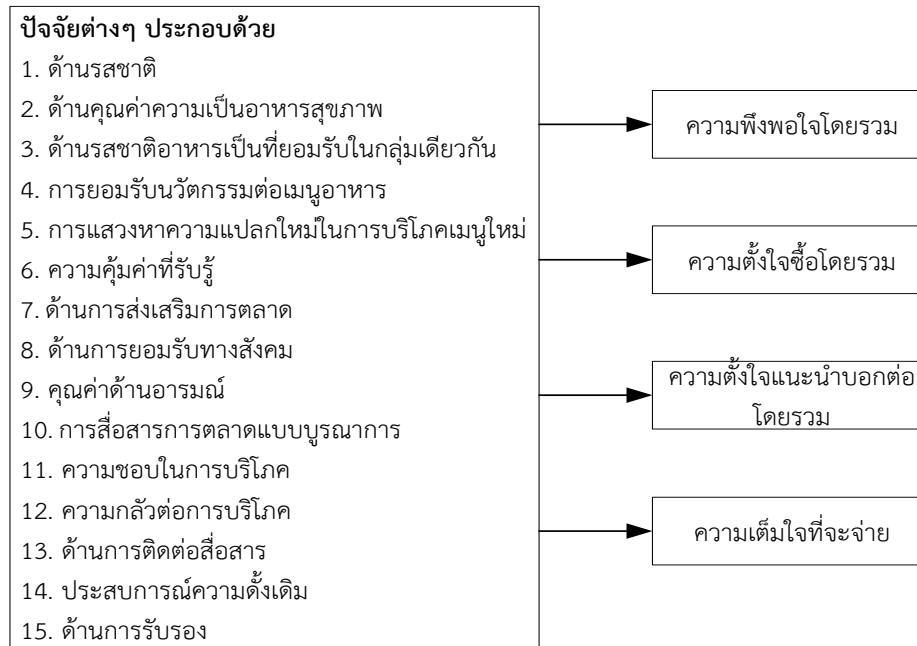 ปัจจัยต่างๆ ประกอบด้วย
1. ด้านรสชาติ
2. ด้านคุณค่าความเป็นอาหารสุขภาพ
3. ด้านรสชาติอาหารเป็นที่ยอมรับในกลุ่มเดียวกัน
4. การยอมรับนวัตกรรมต่อเมนูอาหาร
5. การแสวงหาความแปลกใหม่ในการบริโภคเมนูใหม่
6. ความคุ้มค่าที่รับรู้
7. ด้านการส่งเสริมการตลาด
8. ด้านการยอมรับทางสังคม
9. คุณค่าด้านอารมณ์
10. การสื่อสารการตลาดแบบบูรณาการ
11. ความชอบในการบริโภค
12. ความกลัวต่อการบริโภค
13. ด้านการติดต่อสื่อสาร
14. ประสบการณ์ความดั้งเดิม
15. ด้านการรับรอง
ความพึงพอใจโดยรวม
ความตั้งใจซื้อโดยรวม
ความตั้งใจแนะนำบอกต่อ
โดยรวม
ความเต็มใจที่จะจ่าย